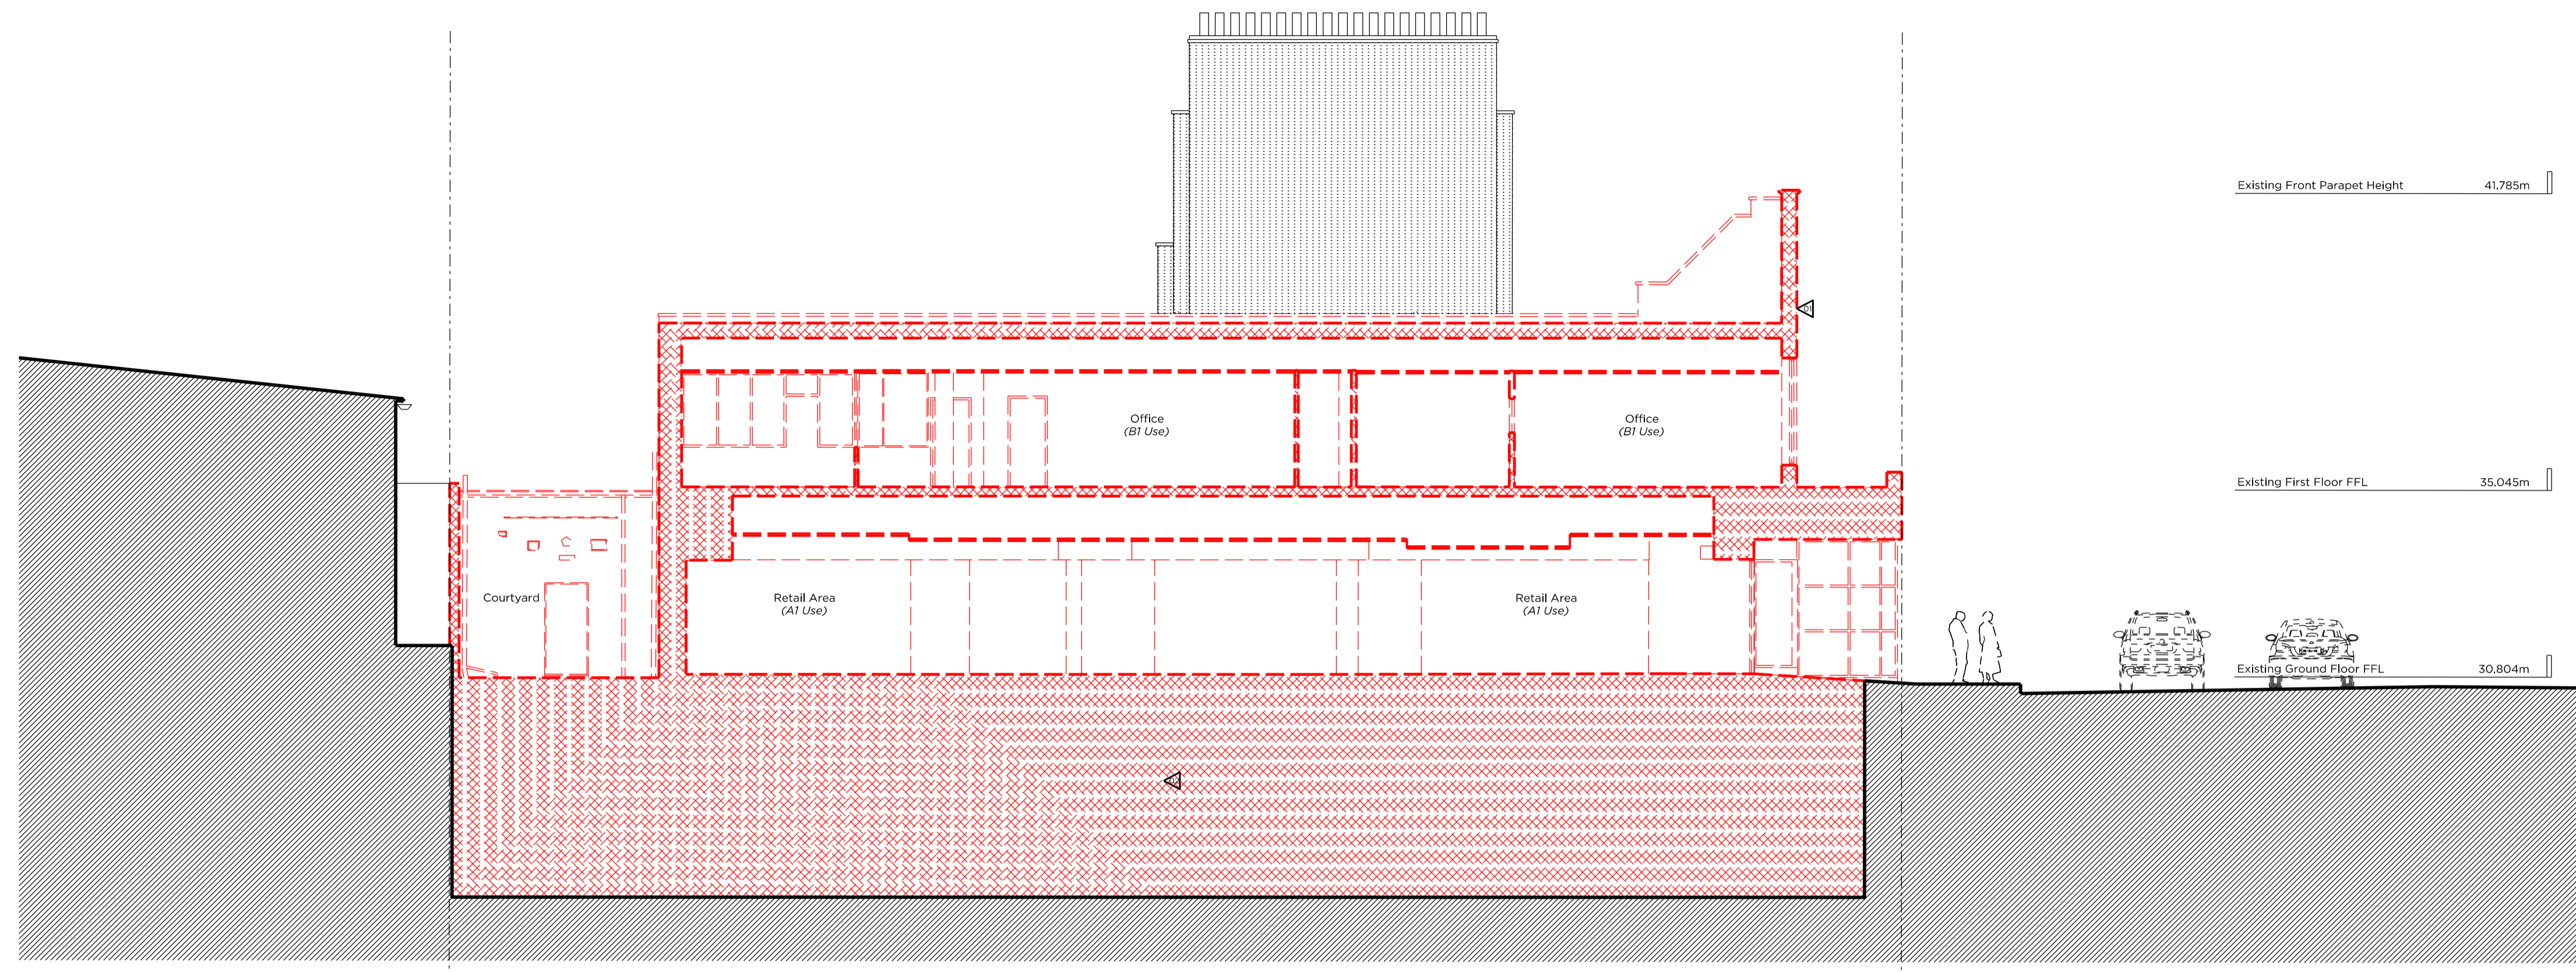 Existing Front Parapet Height 41.785m
01
Office
(B1 Use)
Office
(B1 Use)
Existing First Floor FFL 35.045m
Courtyard
Retail Area
(A1 Use)
Retail Area
(A1 Use)
Existing Ground Floor FFL 30.804m